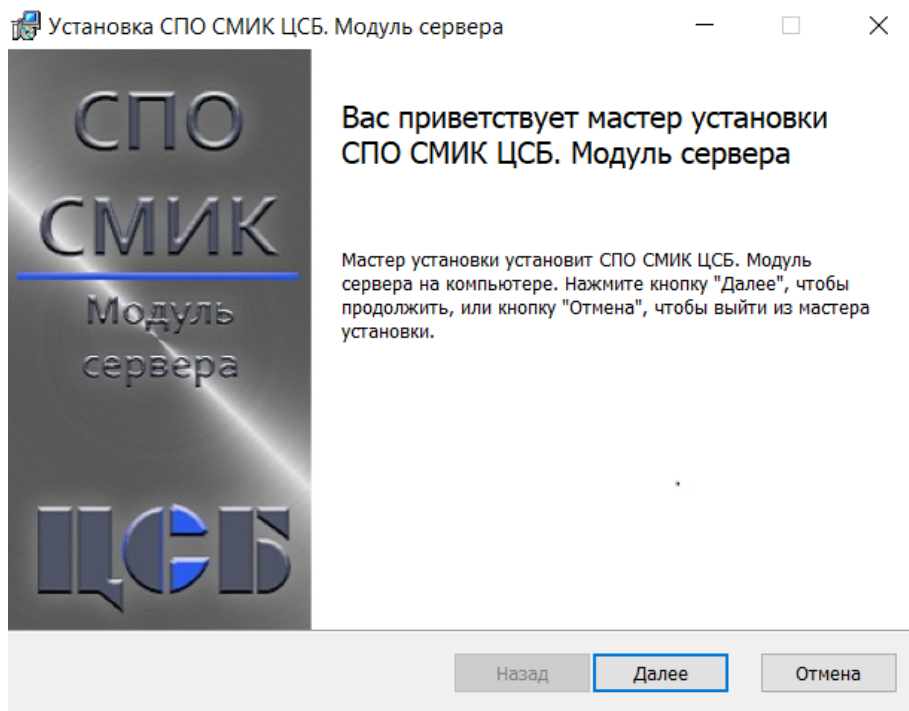 Установка СПО СМИК ЦСБ. Модуль сервера
СПО
СМИК
Модуль
сервера
ЦСБ
Вас приветствует мастер установки
СПО СМИК ЦСБ. Модуль сервера
Мастер установки установит СПО СМИК ЦСБ. Модуль
сервера на компьютере. Нажмите кнопку "Далее", чтобы
продолжить, или кнопку "Отмена", чтобы выйти из мастера
установки.
Назад
Далее
Отмена